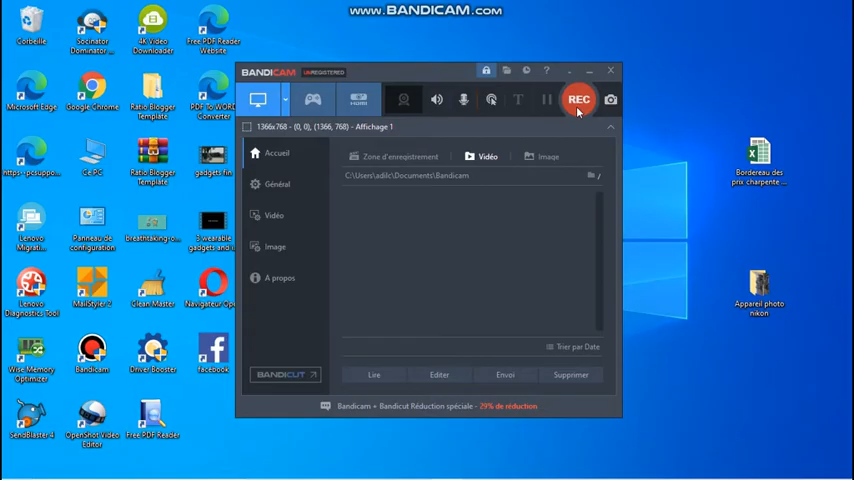 www.BANDICAM.com
Corbeille
Socinator
Dominator ...
4K Video
Downloader
Free PDF Reader
Website
Microsoft Edge
Google Chrome
Ratio Blogger
Template
PDF To WORD
Converter
https--pcsuppo...
Ce PC
Ratio Blogger
Template
gadgets fin
Lenovo
Migrati...
Panneau de
configuration
breathtaking-o...
3 wearable
gadgets and i...
Lenovo
Diagnostics Tool
MailStyler 2
Clean Master
Navigateur Op...
Wise Memory
Optimizer
Bandicam
Driver Booster
facebook
SendBlaster 4
OpenShot Video
Editor
Free PDF Reader
BANDICAM UNREGISTERED
HDMI
T
REC
1366x768 - (0, 0), (1366, 768) - Affichage 1
Accueil
Général
Vidéo
Image
A propos
BANDICUT
Zone d'enregistrement
Vidéo
Image
C:\Users\adilc\Documents\Bandicam
Trier par Date
Lire
Editer
Envoi
Supprimer
Bandicam + Bandicut Réduction spéciale - 29% de réduction
Bordereau des
prix charpente ...
Appareil photo
nikon